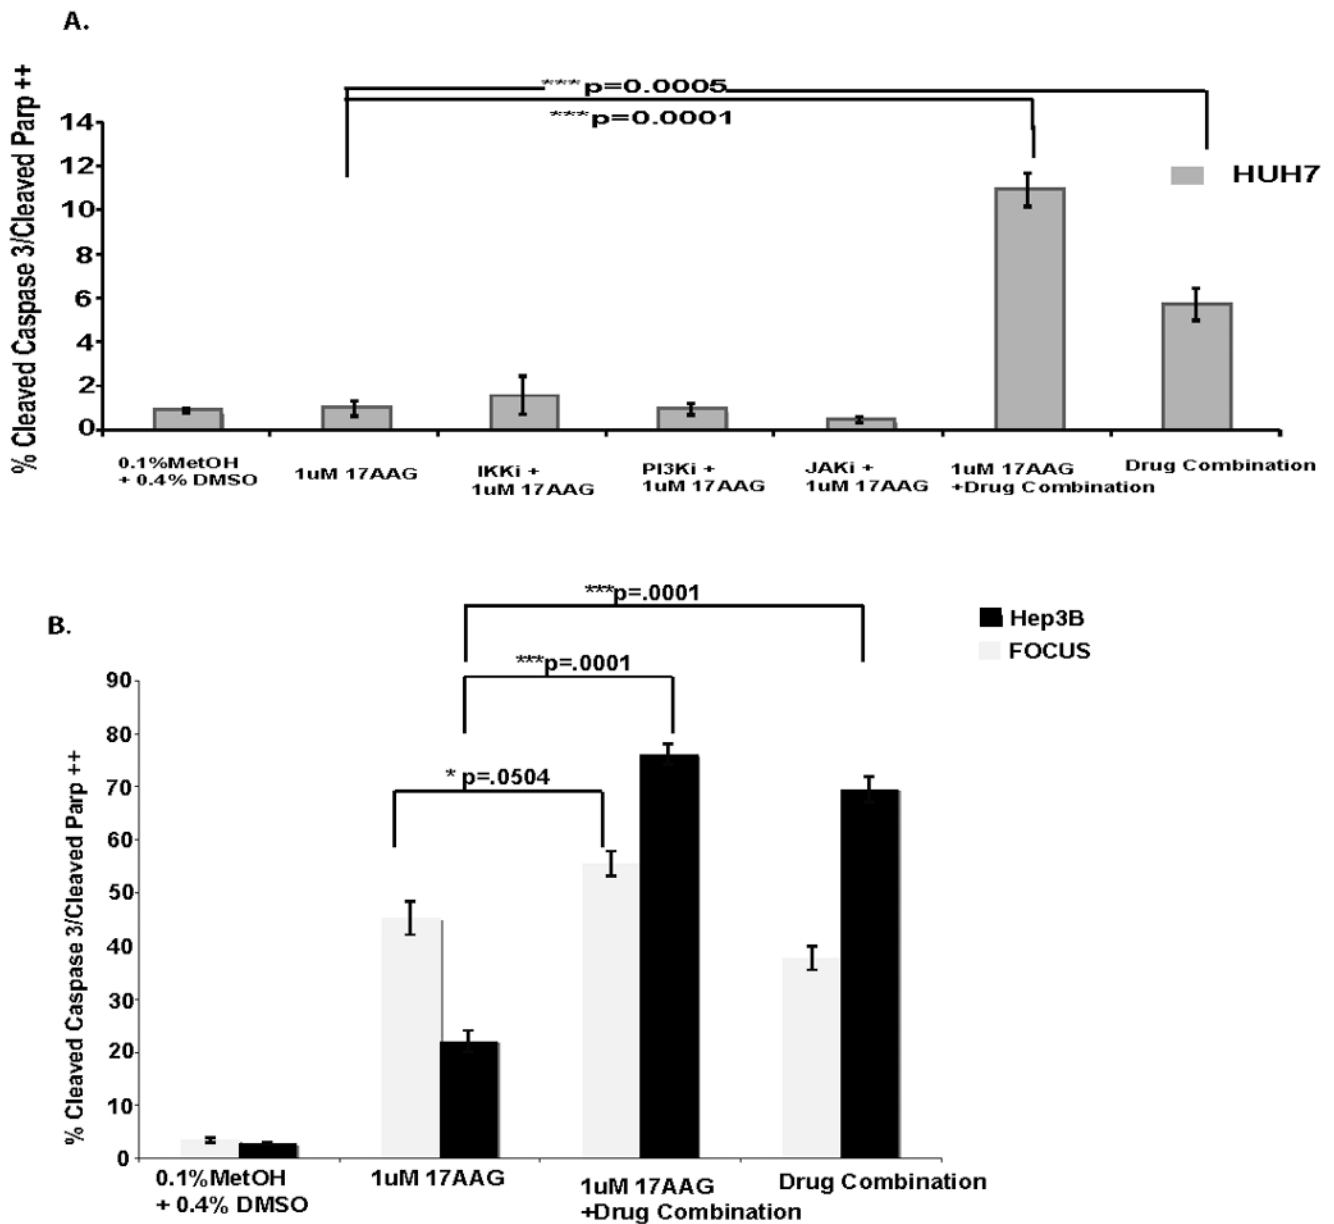 A.
% Cleaved Caspase 3/Cleaved Parp ++
***p=0.0005
***p=0.0001
14
12
10
8
6
4
2
0
HUH7
0.1%MetOH
+ 0.4% DMSO
1uM 17AAG
IKKi +
1uM 17AAG
PI3Ki +
1uM 17AAG
JAKi +
1uM 17AAG
1uM 17AAG
+Drug Combination
Drug Combination
B.
% Cleaved Caspase 3/Cleaved Parp ++
***p=.0001
***p=.0001
* p=.0504
Hep3B
FOCUS
90
80
70
60
50
40
30
20
10
0
0.1%MetOH
+ 0.4% DMSO
1uM 17AAG
1uM 17AAG
+Drug Combination
Drug Combination